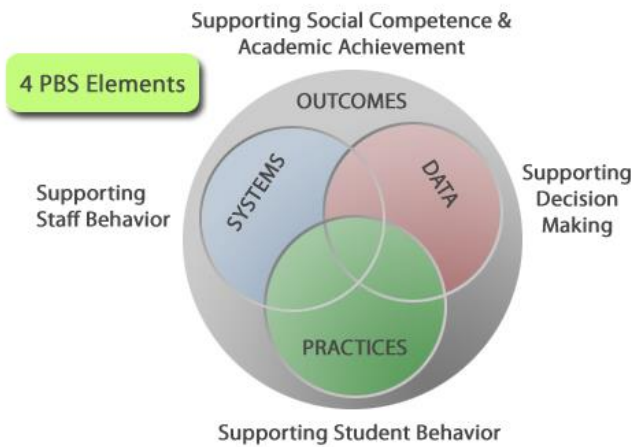 Supporting Social Competence &
Academic Achievement
4 PBS Elements
OUTCOMES
SYSTEMS
DATA
Supporting
Staff Behavior
Supporting
Decision
Making
PRACTICES
Supporting Student Behavior